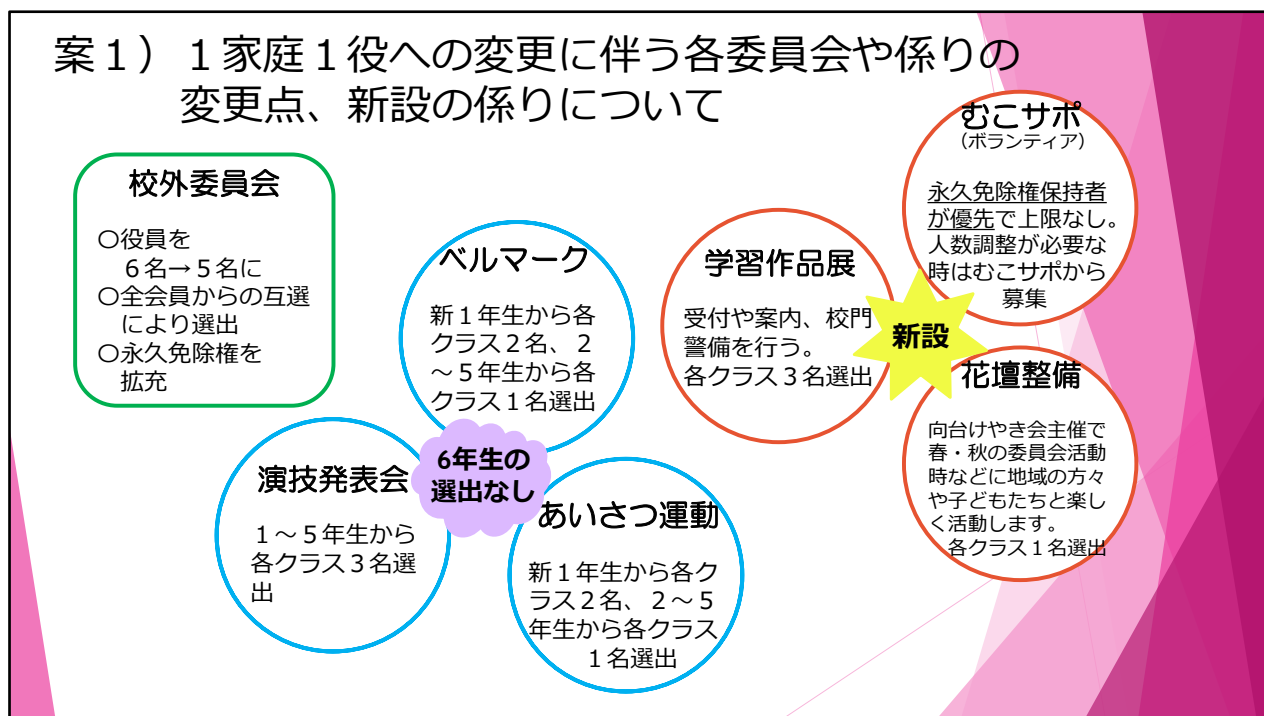 案１）１家庭１役への変更に伴う各委員会や係りの
変更点、新設の係りについて
校外委員会
〇役員を
６名→５名に
〇全会員からの互選
により選出
〇永久免除権を
拡充
ベルマーク
新１年生から各
クラス２名、２
～５年生から各
クラス１名選出
演技発表会
１～５年生から
各クラス３名選
出
6年生の
選出なし
あいさつ運動
新１年生から各ク
ラス２名、２～５
年生から各クラス
１名選出
学習作品展
受付や案内、校門
警備を行う。
各クラス３名選出
新設
むこサポ
（ボランティア）
永久免除権保持者
が優先で上限なし。
人数調整が必要な
時はむこサポから
募集
花壇整備
向台けやき会主催で
春・秋の委員会活動
時などに地域の方々
や子どもたちと楽し
く活動します。
各クラス１名選出